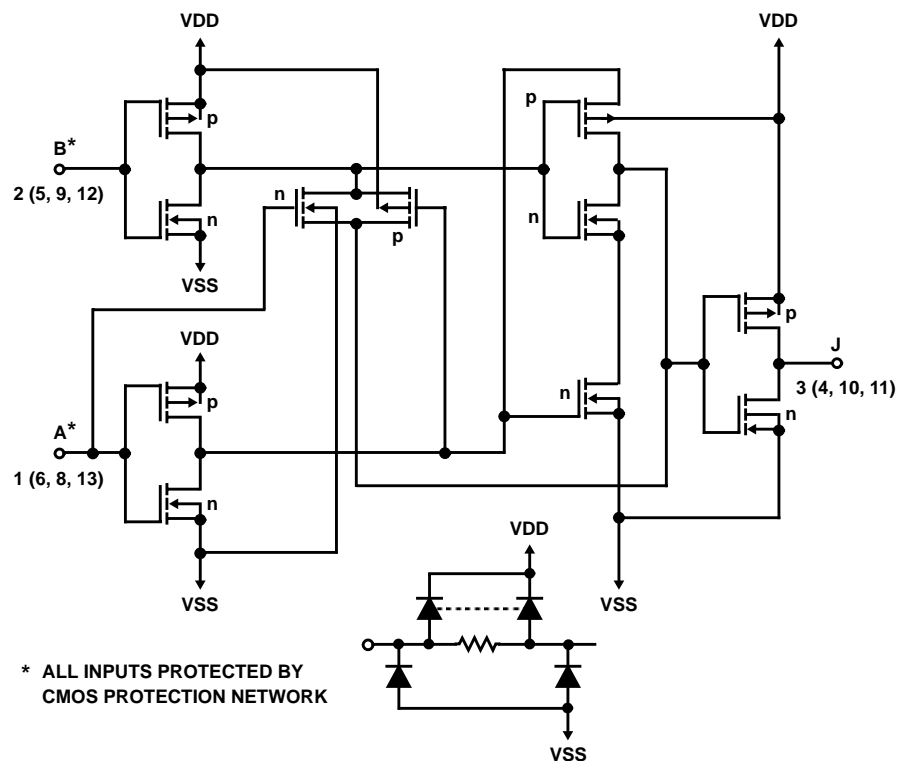 VDD
VDD
p
p
B*
2 (5, 9, 12)
n
n
n
p
VSS
VDD
p
p
J
3 (4, 10, 11)
n
n
A*
1 (6, 8, 13)
n
VSS
VSS
VDD
VSS
* ALL INPUTS PROTECTED BY
CMOS PROTECTION NETWORK